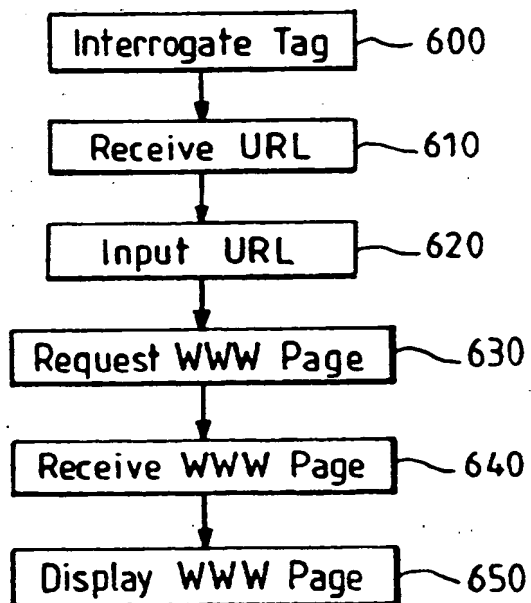 Interrogate Tag 600
Receive URL 610
Input URL 620
Request WWW Page 630
Receive WWW Page 640
Display WWW Page 650